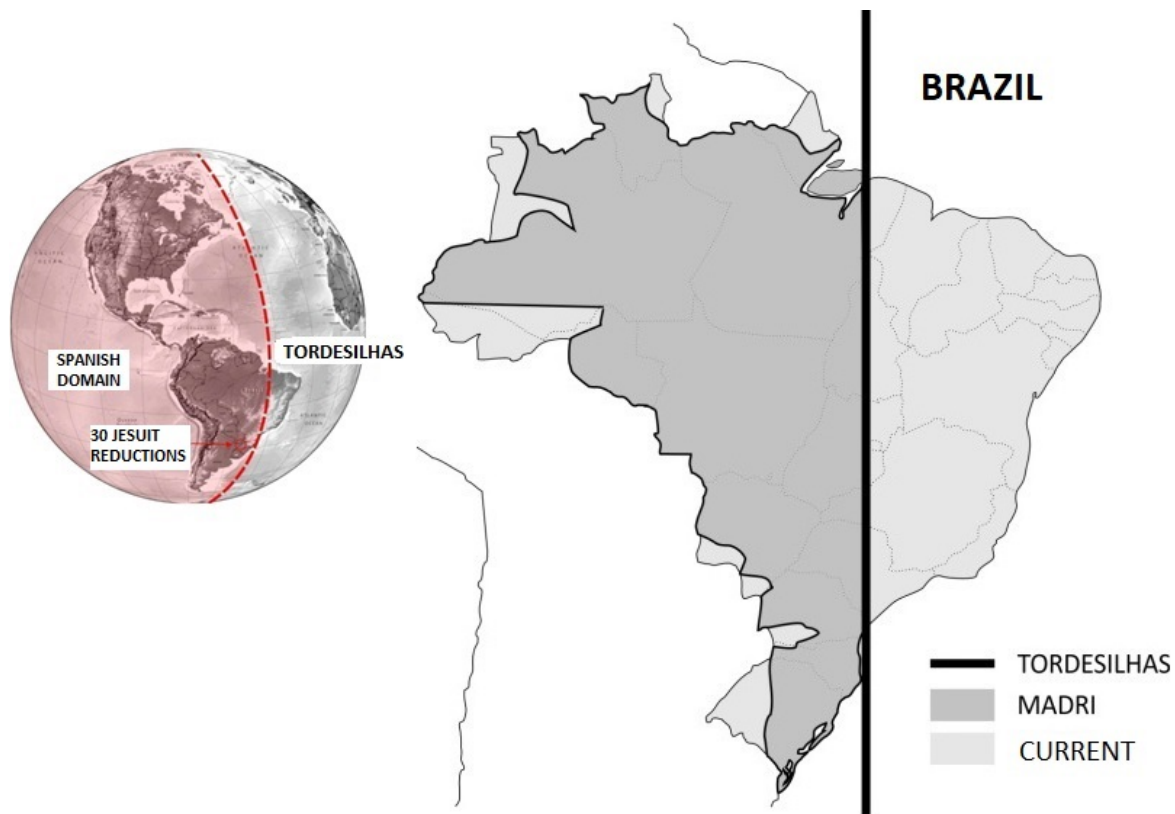 BRAZIL
TORDESILHAS
SPANISH
DOMAIN
30 JESUIT
REDUCTIONS
TORDESILHAS
MADRI
CURRENT